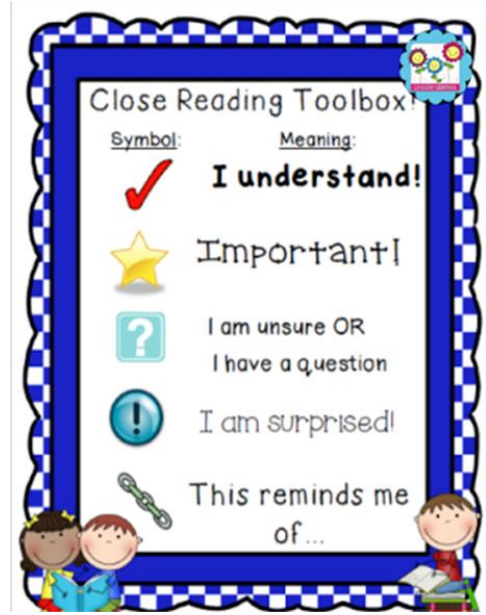 Close Reading Toolbox!
Symbol: Meaning:
I understand!
Important!
I am unsure OR
I have a question
I am surprised!
This reminds me
of...